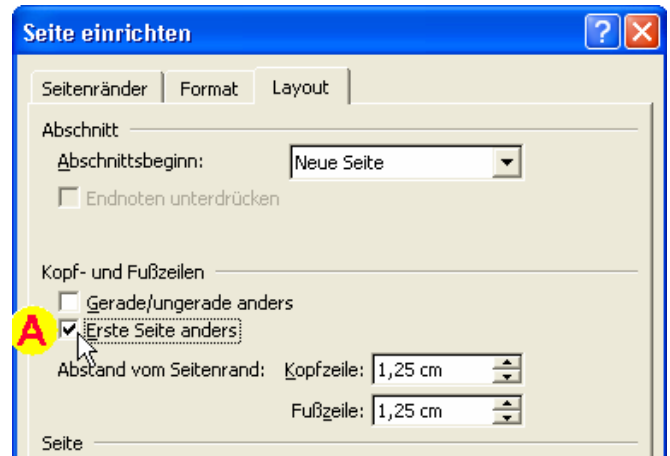 Seite einrichten
Seitenränder Format Layout
Abschnitt
Abschnittsbeginn: Neue Seite
Endnoten unterdrücken
Kopf- und Fußzeilen
Gerade/ungerade anders
A Erste Seite anders
Abstand vom Seitenrand: Kopfzeile: 1,25 cm
Fußzeile: 1,25 cm
Seite